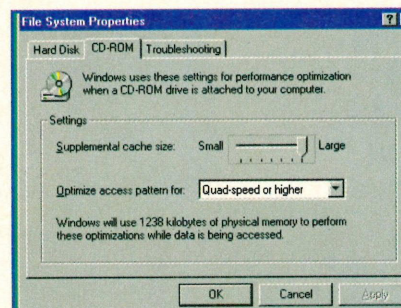 File System Properties
Hard Disk CD-ROM Troubleshooting
Windows uses these settings for performance optimization
when a CD-ROM drive is attached to your computer.
Settings
Supplemental cache size: Small Large
Optimize access pattern for: Quad-speed or higher
Windows will use 1238 kilobytes of physical memory to perform
these optimizations while data is being accessed.
OK Cancel Apply